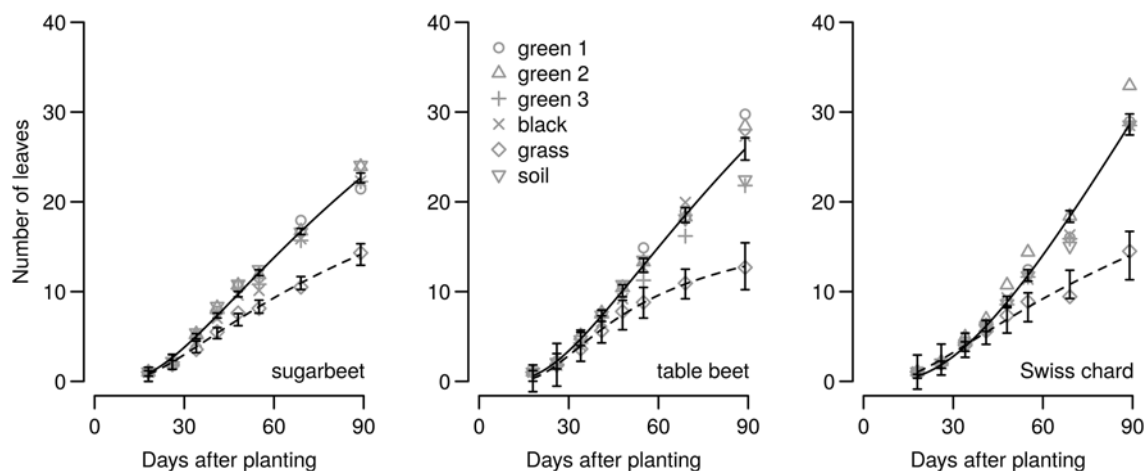 40
30
20
10
0
Number of leaves
0 30 60 90
Days after planting
sugarbeet
40
30
20
10
0
green 1
green 2
green 3
black
grass
soil
0 30 60 90
Days after planting
table beet
40
30
20
10
0
0 30 60 90
Days after planting
Swiss chard